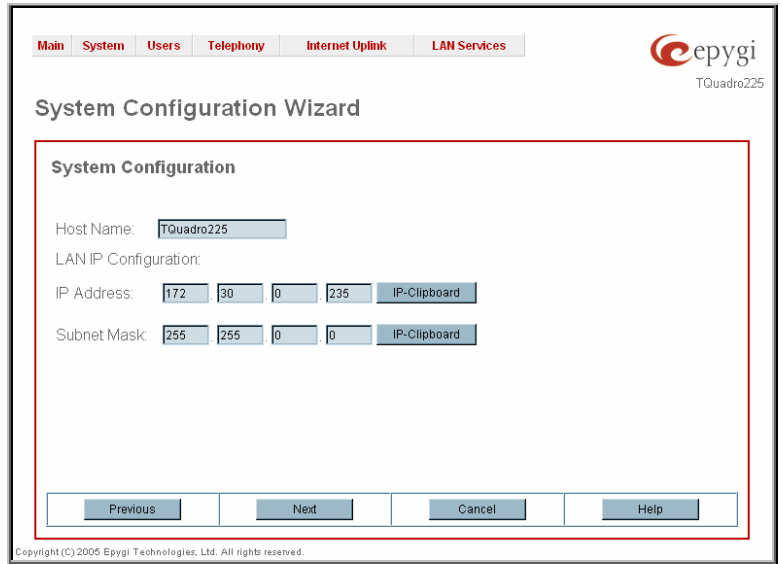 Main System Users Telephony Internet Uplink LAN Services
epygi
TQuadro225
System Configuration Wizard
System Configuration
Host Name: TQuadro225
LAN IP Configuration:
IP Address: 172 . 30 . 0 . 235 IP-Clipboard
Subnet Mask: 255 . 255 . 0 . 0 IP-Clipboard
Previous Next Cancel Help
Copyright (C) 2005 Epygi Technologies, Ltd. All rights reserved.